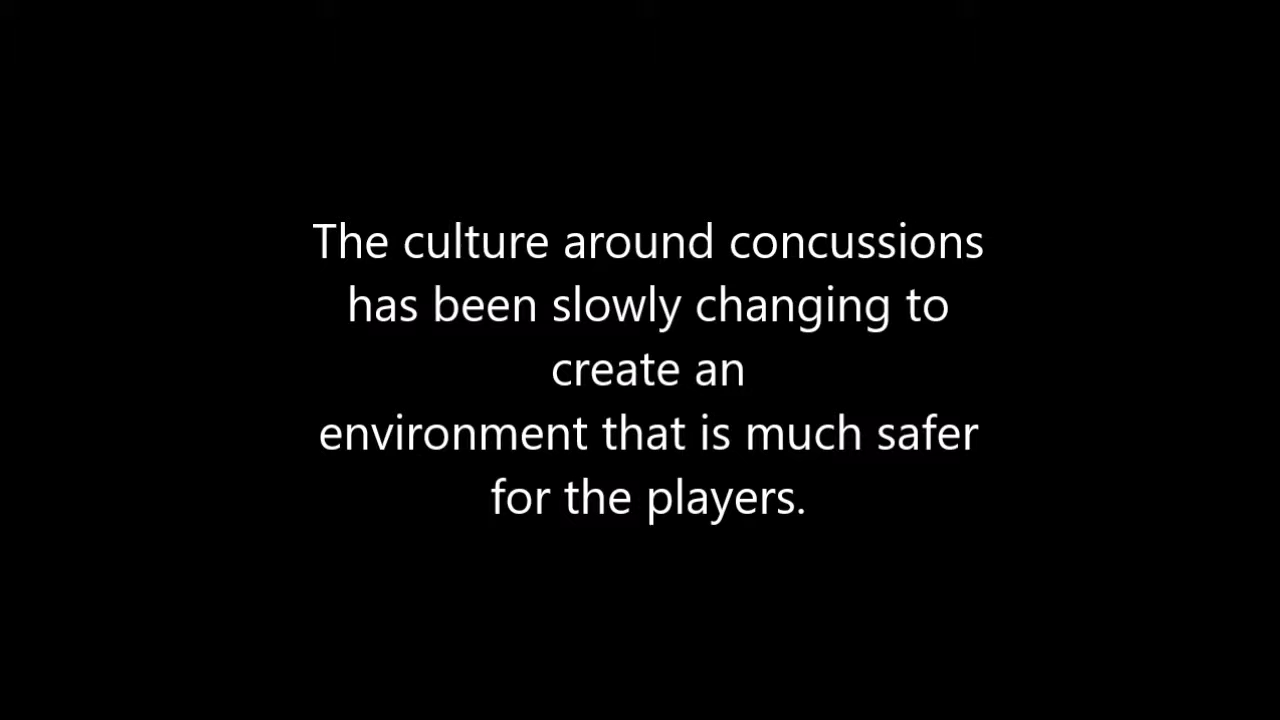 The culture around concussions
has been slowly changing to
create an
environment that is much safer
for the players.